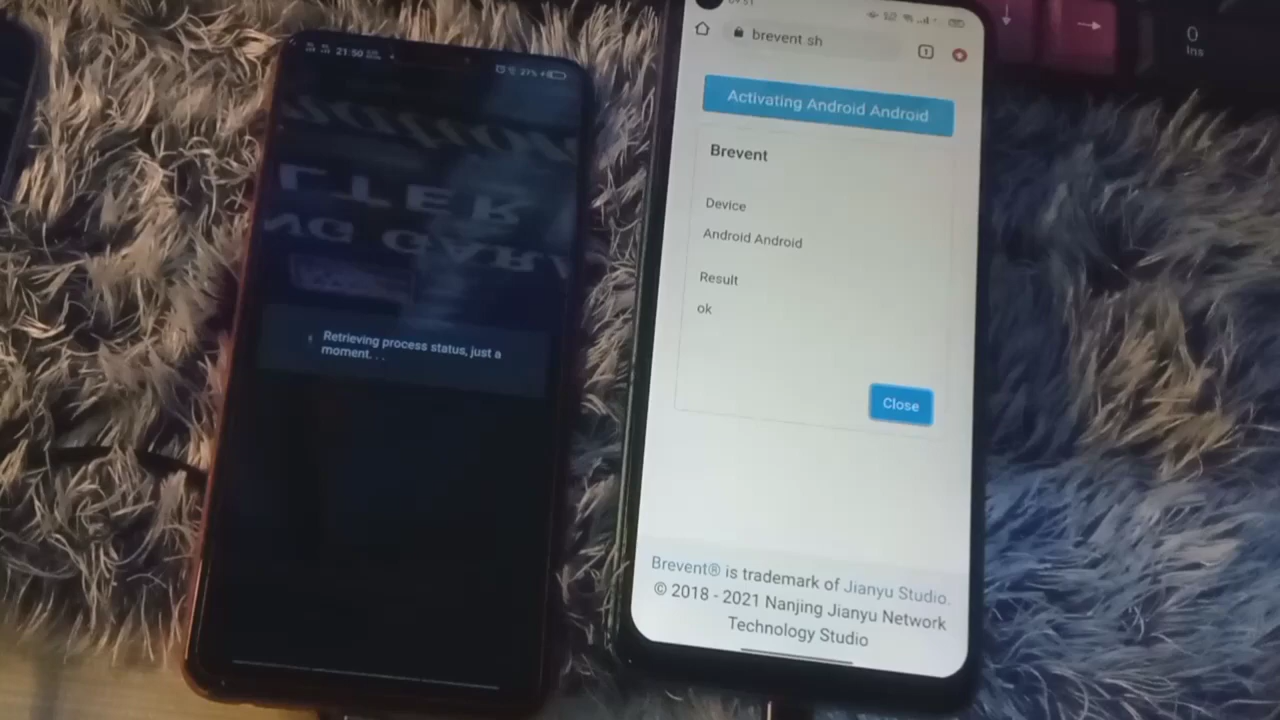 21:50
27%
Retrieving process status, just a
moment. . .
brevent sh
Activating Android Android
Brevent
Device
Android Android
Result
ok
Close
Brevent® is trademark of Jianyu Studio.
© 2018 - 2021 Nanjing Jianyu Network
Technology Studio
0
Ins